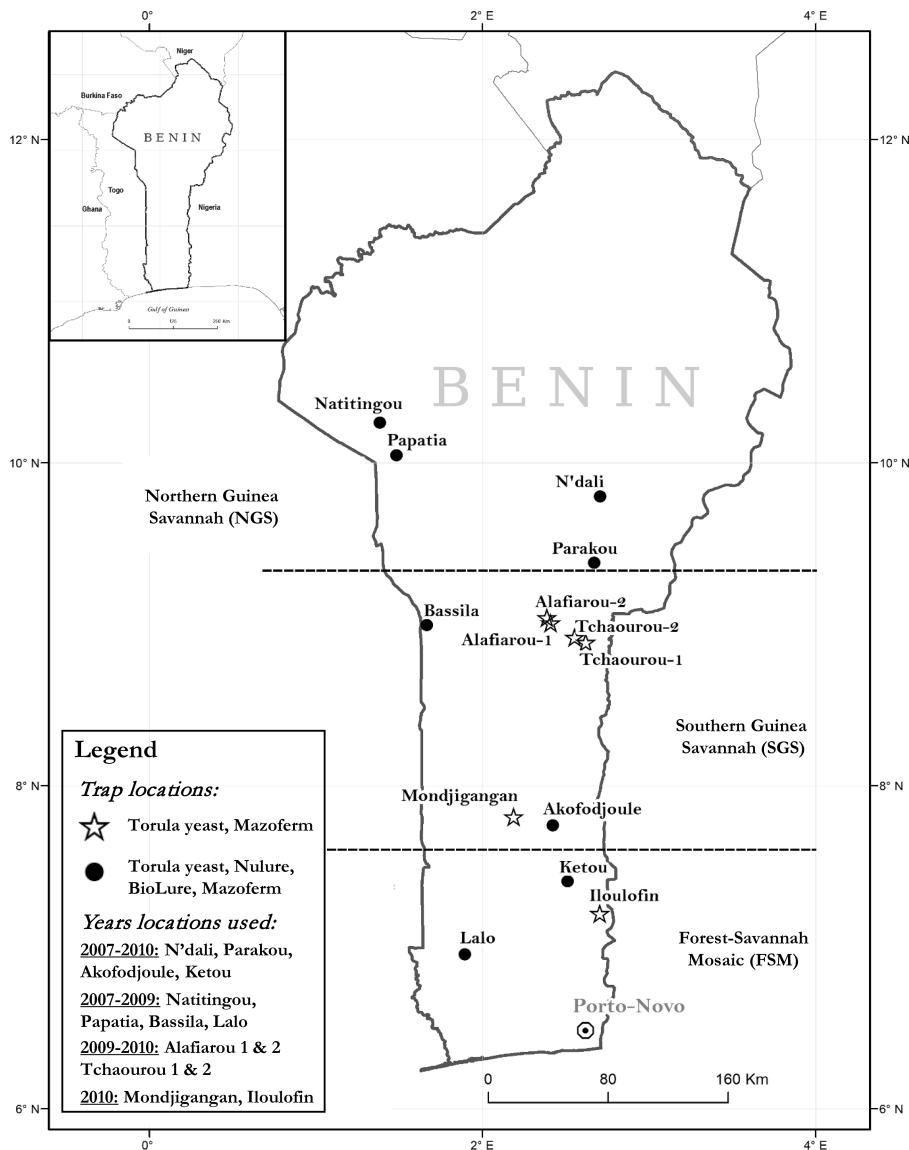 0°
2° E
4° E
Niger
Burkina Faso
BENIN
Togo
Ghana
Nigeria
Gulf of Guinea
0 125 250 Km
12° N
12° N
BENIN
Natitingou
Papatia
10° N
10° N
N'dali
Northern Guinea
Savannah (NGS)
Parakou
Alafiarou-2
Bassila
Tchaourou-2
Alafiarou-1
Tchaourou-1
Southern Guinea
Savannah (SGS)
8° N
8° N
Mondjigangan
Akofodjoule
Ketou
Iloulofin
Lalo
Forest-Savannah
Mosaic (FSM)
Porto-Novo
0 80 160 Km
Legend
Trap locations:
Torula yeast, Mazoferm
Torula yeast, Nulure,
BioLure, Mazoferm
Years locations used:
2007-2010: N'dali, Parakou,
Akofodjoule, Ketou
2007-2009: Natitingou,
Papatia, Bassila, Lalo
2009-2010: Alafiarou 1 & 2
Tchaourou 1 & 2
2010: Mondjigangan, Iloulofin
6° N
6° N
0°
2° E
4° E